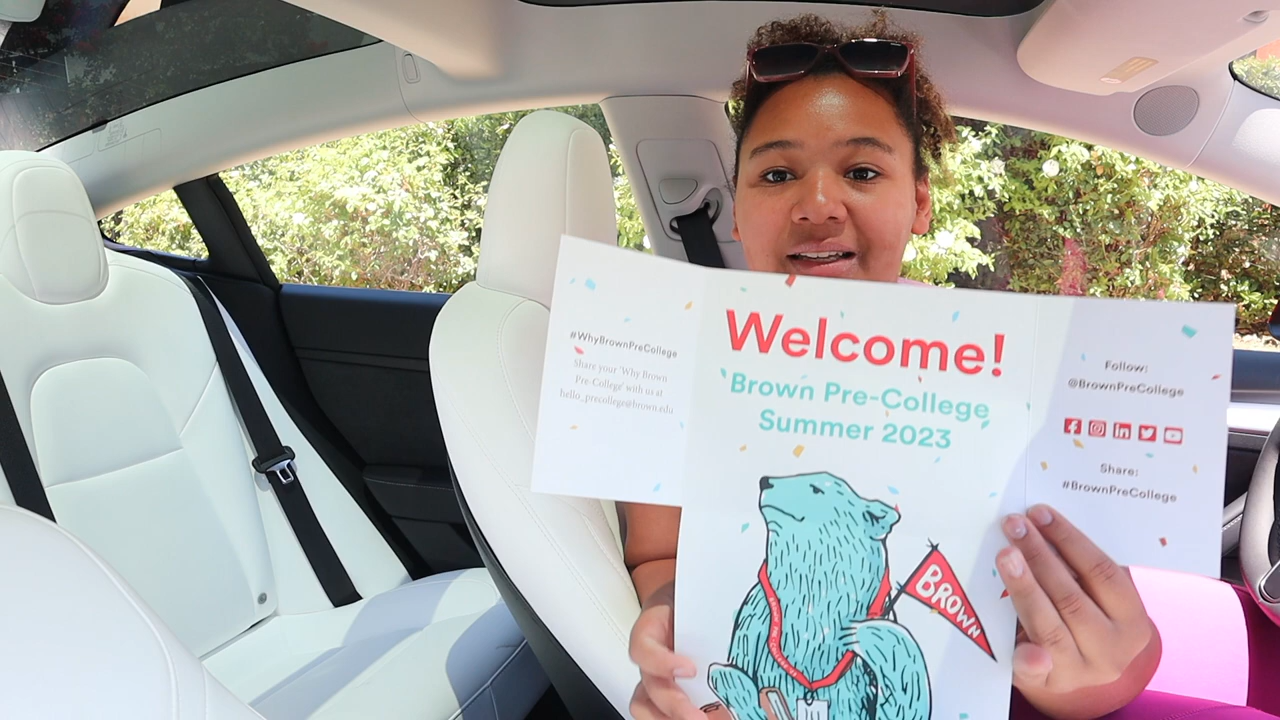 #WhyBrownPreCollege
Share your 'Why Brown
Pre-College' with us at
hello_precollege@brown.edu
Welcome!
Brown Pre-College
Summer 2023
BROWN
Follow:
@BrownPreCollege
Share:
#BrownPreCollege